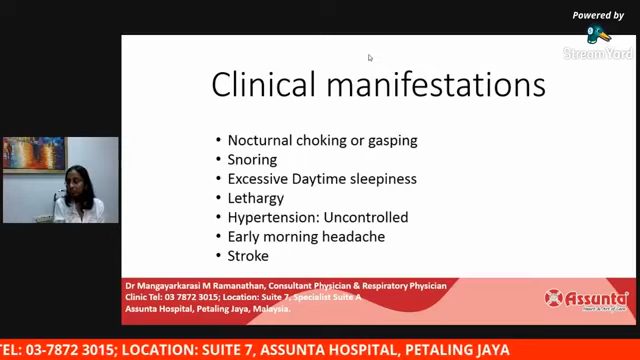 Powered by
StreamYard
Clinical manifestations
• Nocturnal choking or gasping
• Snoring
• Excessive Daytime sleepiness
• Lethargy
• Hypertension: Uncontrolled
• Early morning headache
• Stroke
Dr Mangayarkarasi M Ramanathan, Consultant Physician & Respiratory Physician
Clinic Tel: 03 7872 3015; Location: Suite 7, Specialist Suite A
Assunta Hospital, Petaling Jaya, Malaysia.
Assunta
TEL: 03-7872 3015; LOCATION: SUITE 7, ASSUNTA HOSPITAL, PETALING JAYA